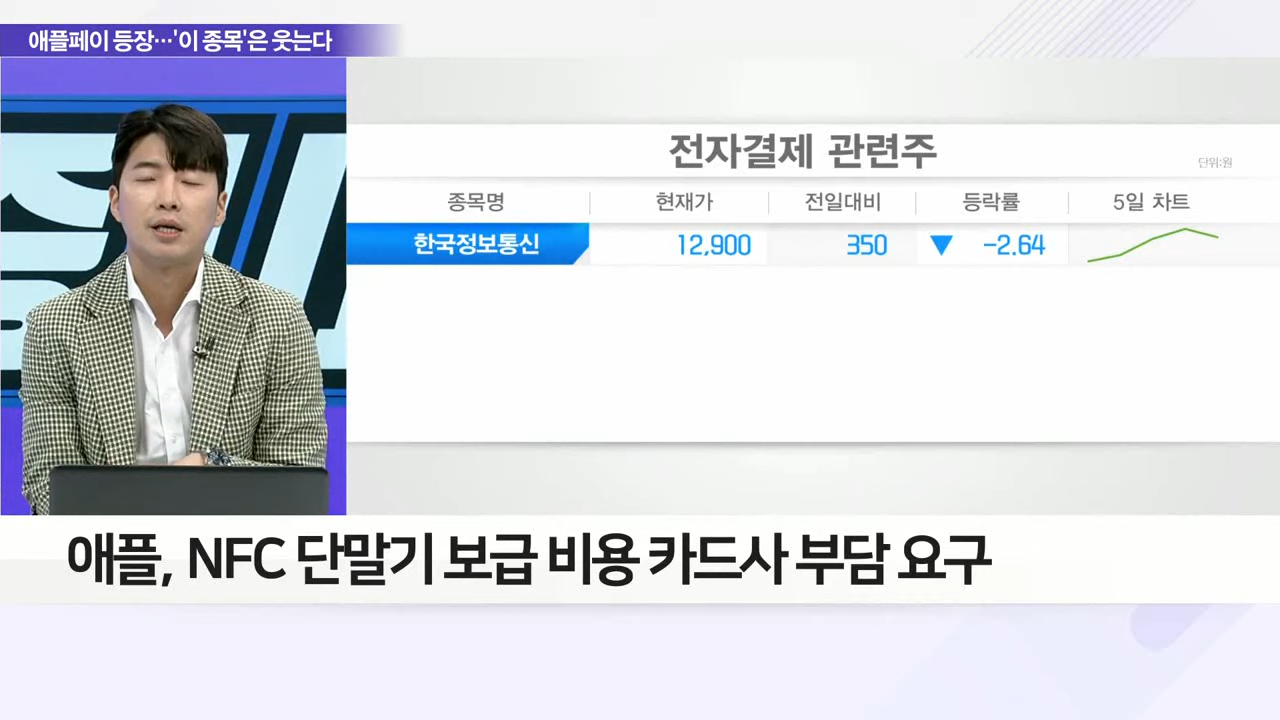 애플페이 등장…'이 종목'은 웃는다
전자결제 관련주
단위:원
종목명 현재가 전일대비 등락률 5일 차트
한국정보통신 12,900 350 ▼ -2.64
애플, NFC 단말기 보급 비용 카드사 부담 요구